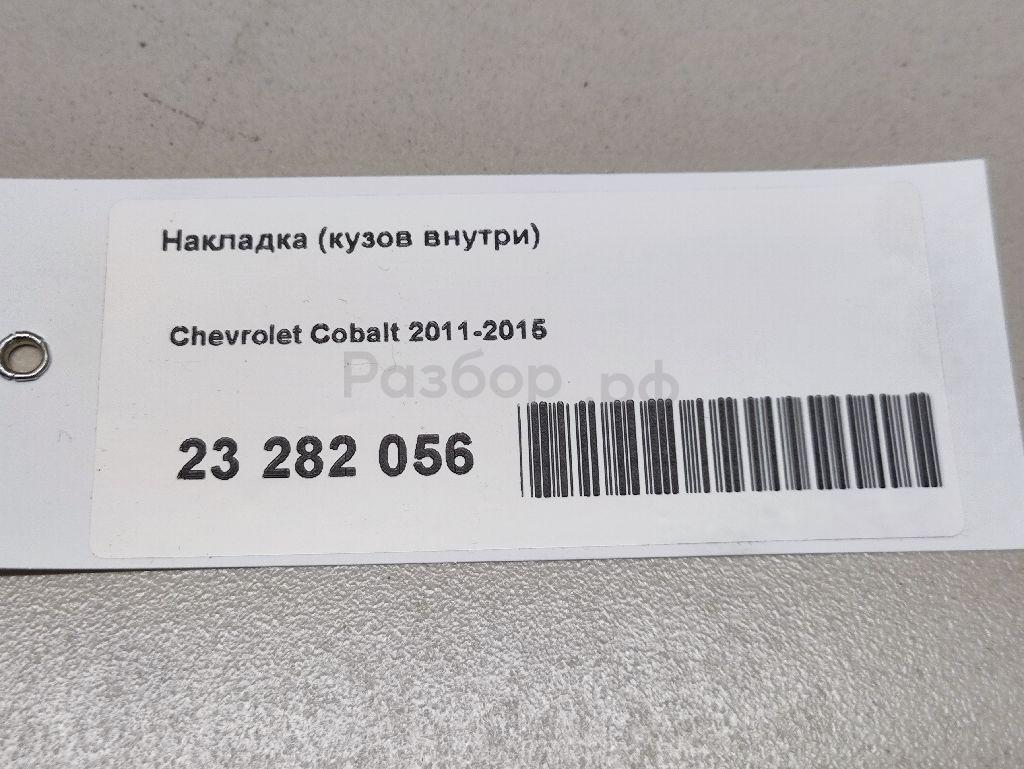 Накладка (кузов внутри)
Chevrolet Cobalt 2011-2015
Разбор.рф
23 282 056